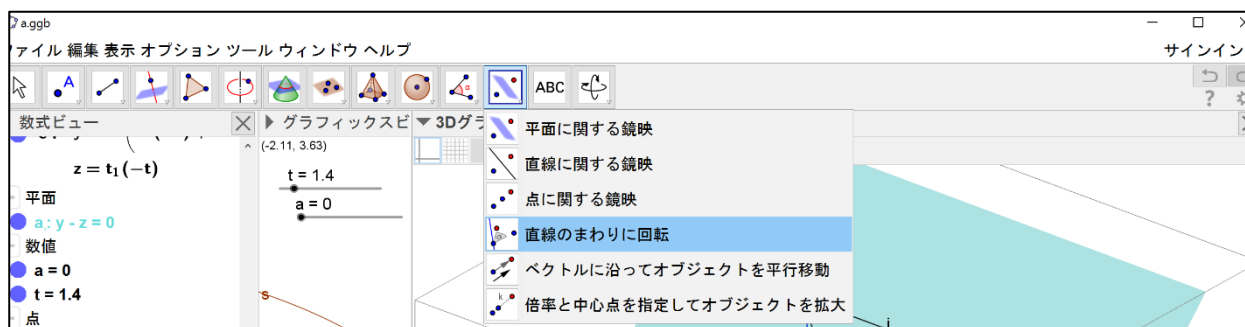 a.ggb
ファイル 編集 表示 オプション ツール ウィンドウ ヘルプ
サインイン
ABC
数式ビュー
グラフィックスビ
3Dグラ
(-2.11, 3.63)
z = t₁(-t)
t = 1.4
a = 0
平面
a : y - z = 0
数値
a = 0
t = 1.4
点
s
平面に関する鏡映
直線に関する鏡映
点に関する鏡映
直線のまわりに回転
ベクトルに沿ってオブジェクトを平行移動
倍率と中心点を指定してオブジェクトを拡大
i